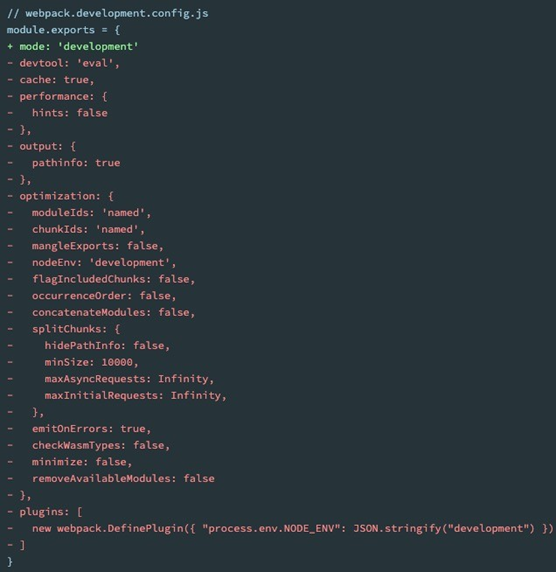 // webpack.development.config.js
module.exports = {
+ mode: 'development'
- devtool: 'eval',
- cache: true,
- performance: {
-   hints: false
- },
- output: {
-   pathinfo: true
- },
- optimization: {
-   moduleIds: 'named',
-   chunkIds: 'named',
-   mangleExports: false,
-   nodeEnv: 'development',
-   flagIncludedChunks: false,
-   occurrenceOrder: false,
-   concatenateModules: false,
-   splitChunks: {
-     hidePathInfo: false,
-     minSize: 10000,
-     maxAsyncRequests: Infinity,
-     maxInitialRequests: Infinity,
-   },
-   emitOnErrors: true,
-   checkWasmTypes: false,
-   minimize: false,
-   removeAvailableModules: false
- },
- plugins: [
-   new webpack.DefinePlugin({ "process.env.NODE_ENV": JSON.stringify("development") })
- ]
}